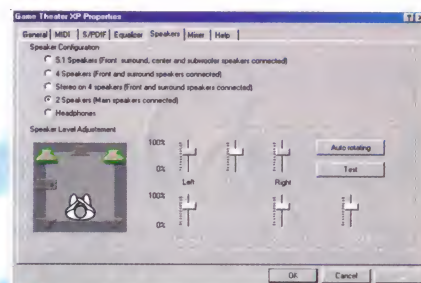 Game Theater XP Properties
General MIDI S/PDIF Equalizer Speakers Mixer Help
Speaker Configuration
5.1 Speakers (Front surround, center and subwoofer speakers connected)
4 Speakers (Front and surround speakers connected)
Stereo on 4 speakers (Front and surround speakers connected)
2 Speakers (Main speakers connected)
Headphones
Speaker Level Adjustement
100%
0%
Left Right
Auto rotating
Test
100%
0%
OK Cancel